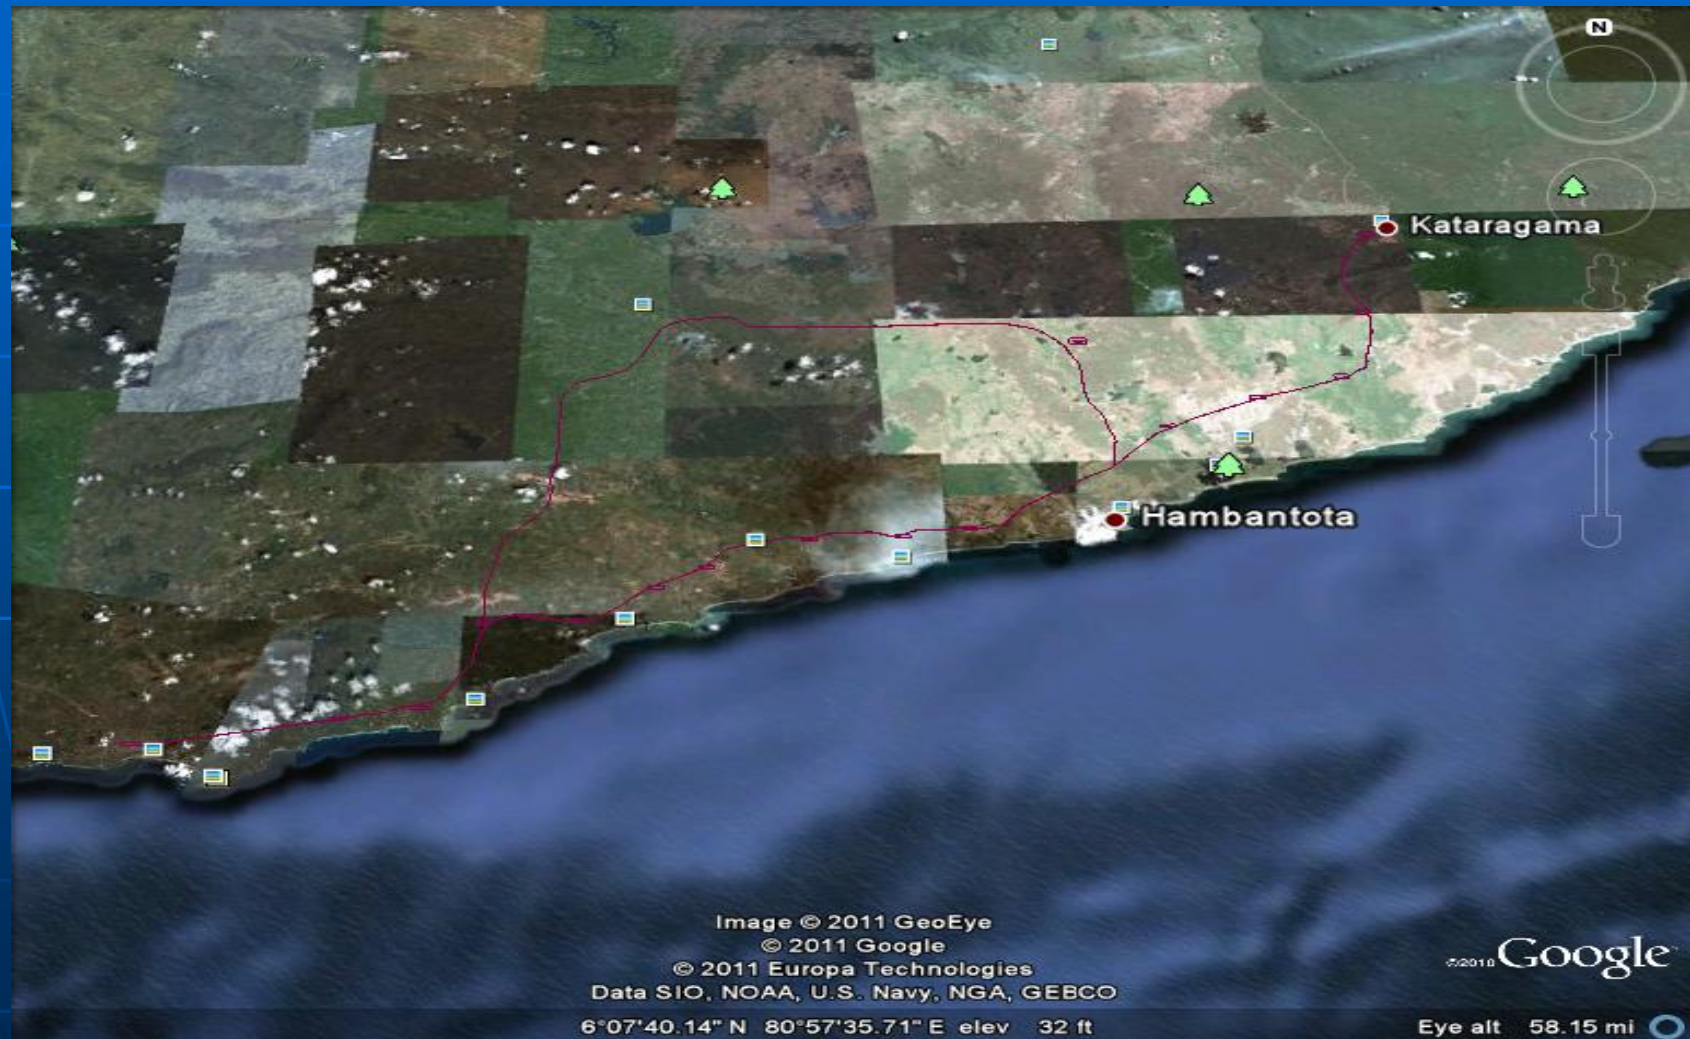 N
Kataragama
Hambantota
Image © 2011 GeoEye
© 2011 Google
© 2011 Europa Technologies
Data SIO, NOAA, U.S. Navy, NGA, GEBCO
©2010 Google
6°07'40.14" N 80°57'35.71" E elev 32 ft
Eye alt 58.15 mi